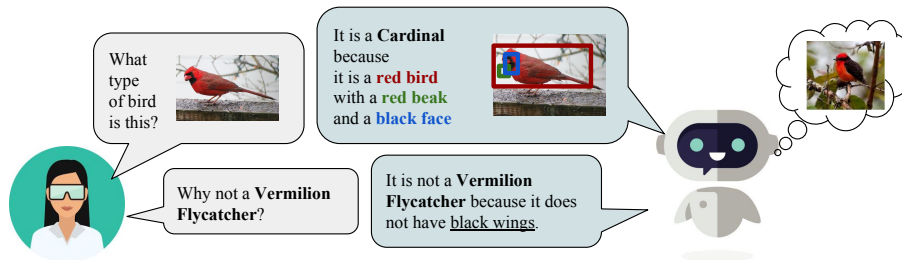 What
type
of bird
is this?
It is a Cardinal
because
it is a red bird
with a red beak
and a black face
Why not a Vermilion
Flycatcher?
It is not a Vermilion
Flycatcher because it does
not have black wings.